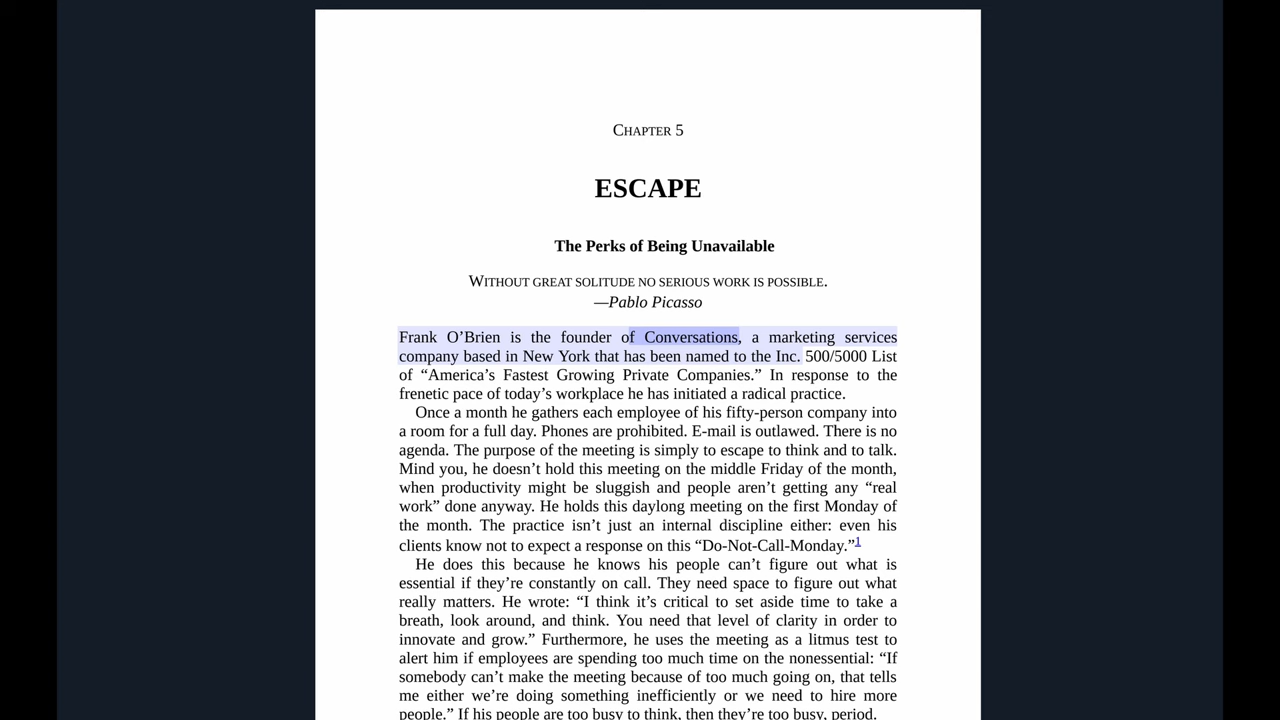 CHAPTER 5
ESCAPE
The Perks of Being Unavailable
WITHOUT GREAT SOLITUDE NO SERIOUS WORK IS POSSIBLE.
—Pablo Picasso
Frank O’Brien is the founder of Conversations, a marketing services
company based in New York that has been named to the Inc. 500/5000 List
of “America’s Fastest Growing Private Companies.” In response to the
frenetic pace of today’s workplace he has initiated a radical practice.
Once a month he gathers each employee of his fifty-person company into
a room for a full day. Phones are prohibited. E-mail is outlawed. There is no
agenda. The purpose of the meeting is simply to escape to think and to talk.
Mind you, he doesn’t hold this meeting on the middle Friday of the month,
when productivity might be sluggish and people aren’t getting any “real
work” done anyway. He holds this daylong meeting on the first Monday of
the month. The practice isn’t just an internal discipline either: even his
clients know not to expect a response on this “Do-Not-Call-Monday.”1
He does this because he knows his people can’t figure out what is
essential if they’re constantly on call. They need space to figure out what
really matters. He wrote: “I think it’s critical to set aside time to take a
breath, look around, and think. You need that level of clarity in order to
innovate and grow.” Furthermore, he uses the meeting as a litmus test to
alert him if employees are spending too much time on the nonessential: “If
somebody can’t make the meeting because of too much going on, that tells
me either we’re doing something inefficiently or we need to hire more
people.” If his people are too busy to think, then they’re too busy, period.